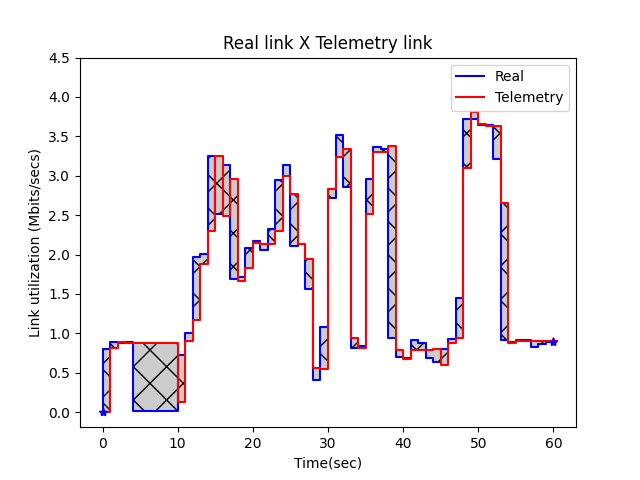 Real link X Telemetry link
Real
Telemetry
Link utilization (Mbits/secs)
4.5
4.0
3.5
3.0
2.5
2.0
1.5
1.0
0.5
0.0
0 10 20 30 40 50 60
Time(sec)